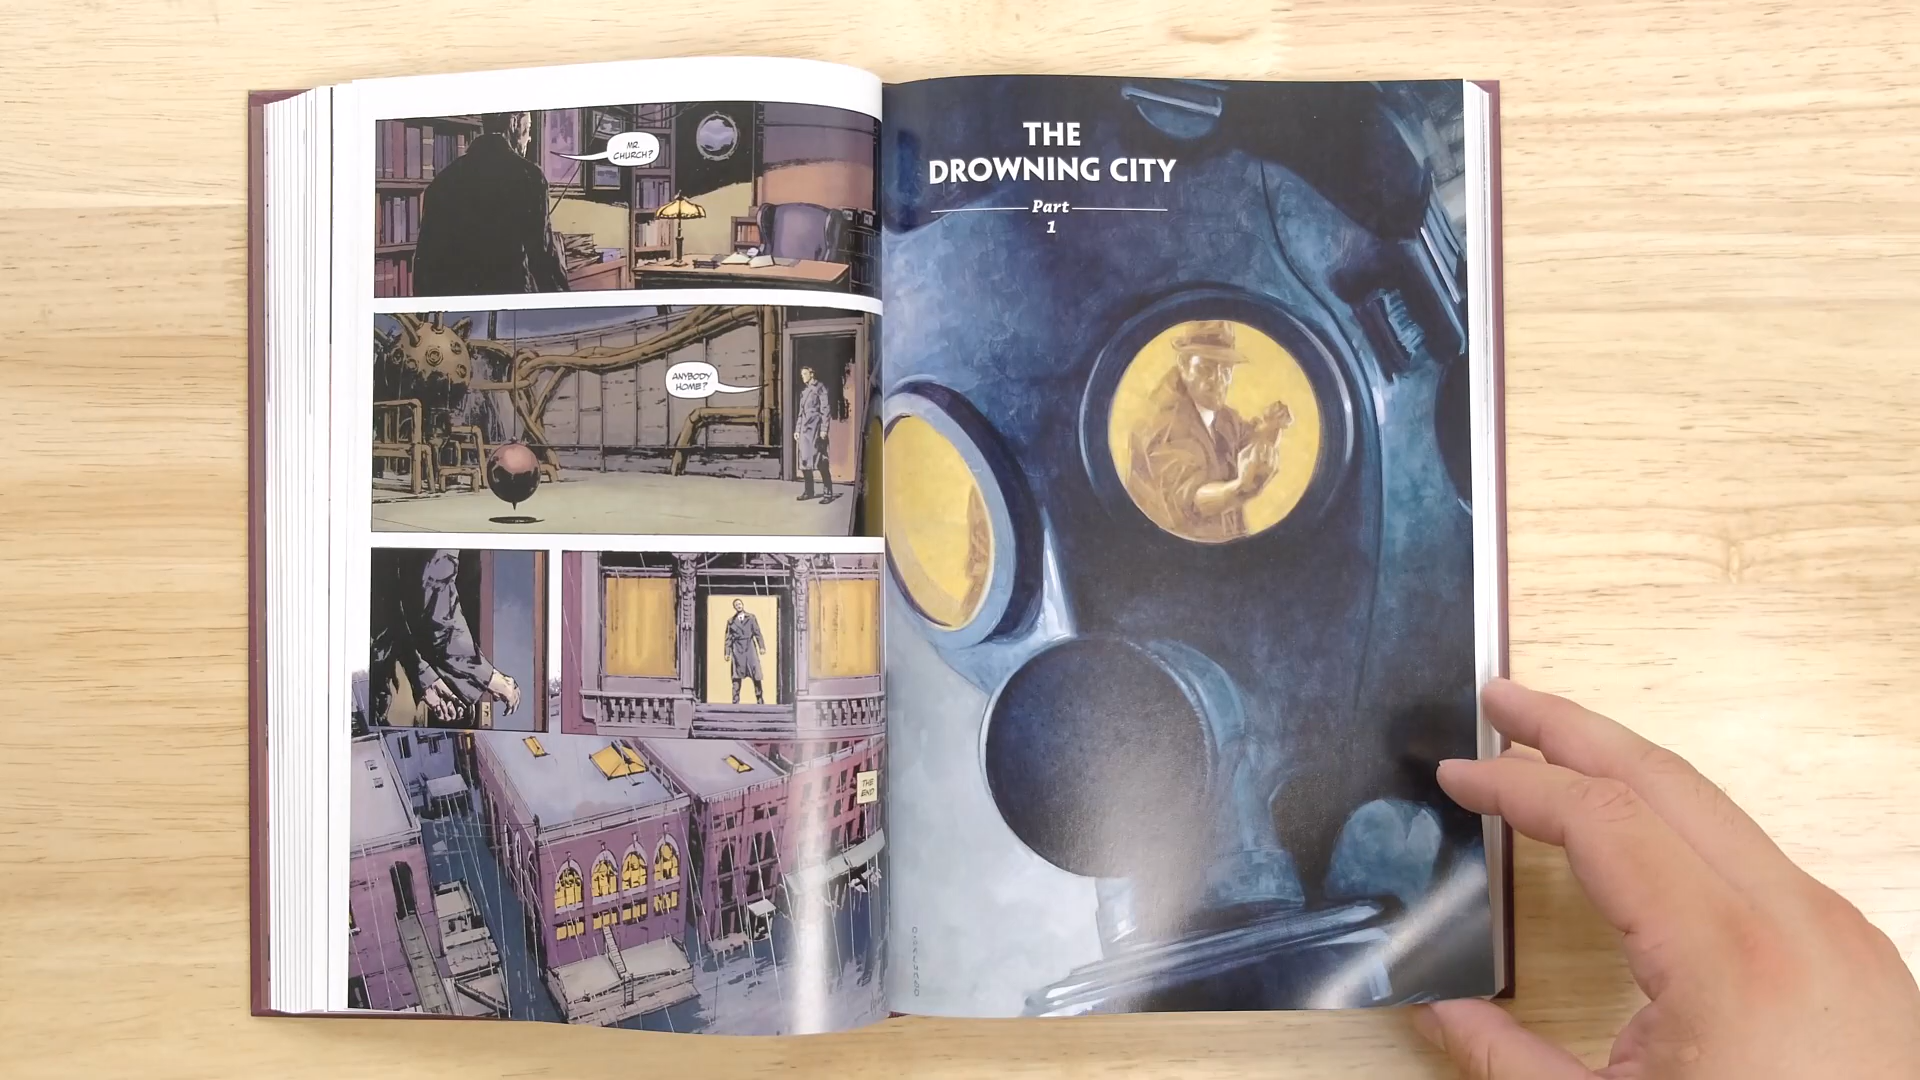 MR.
CHURCH?
ANYBODY
HOME?
THE
END
THE
DROWNING CITY
Part
1